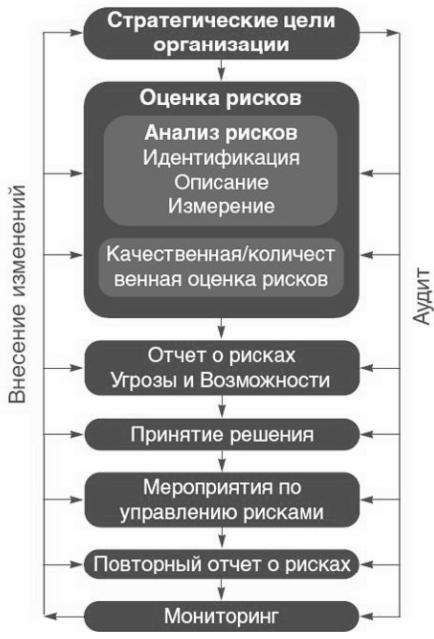 Стратегические цели
организации
Оценка рисков
Анализ рисков
Идентификация
Описание
Измерение
Качественная/количест
венная оценка рисков
Отчет о рисках
Угрозы и Возможности
Принятие решения
Мероприятия по
управлению рисками
Повторный отчет о рисках
Мониторинг
Внесение изменений
Аудит